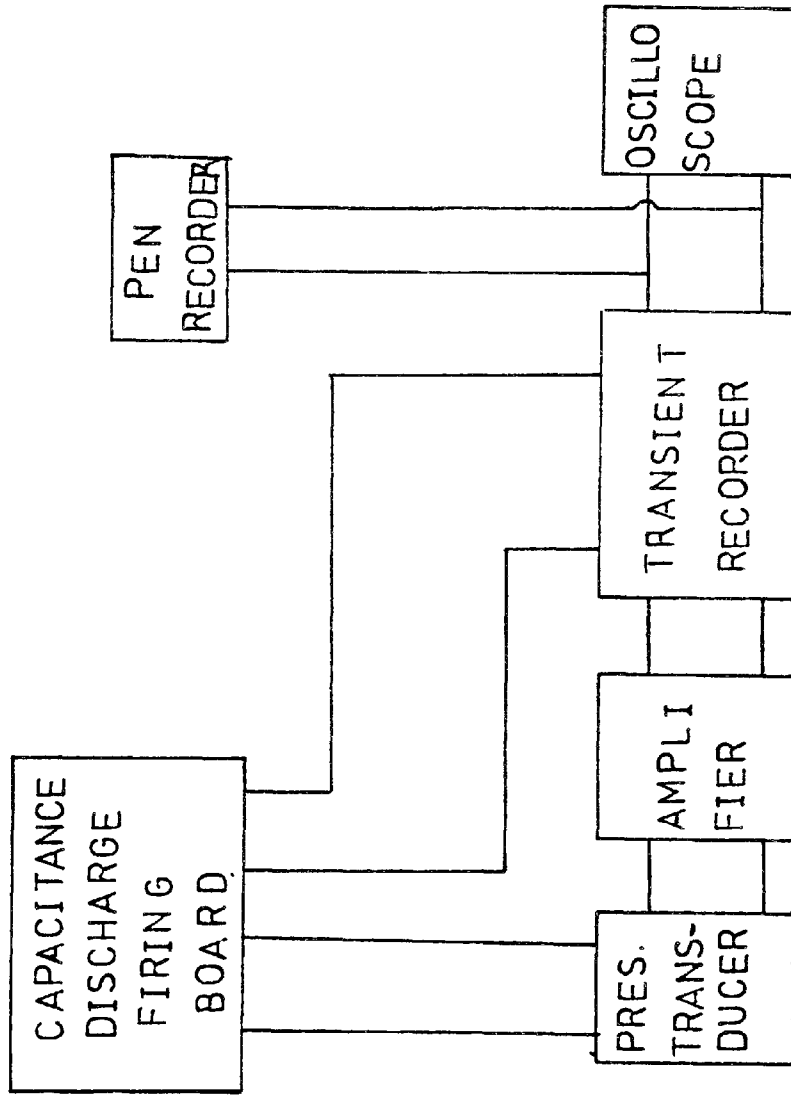 CAPACITANCE
DISCHARGE
FIRING
BOARD
PEN
RECORDER
PRES.
TRANS-
DUCER
AMPLI
FIER
TRANSIENT
RECORDER
OSCILLO
SCOPE